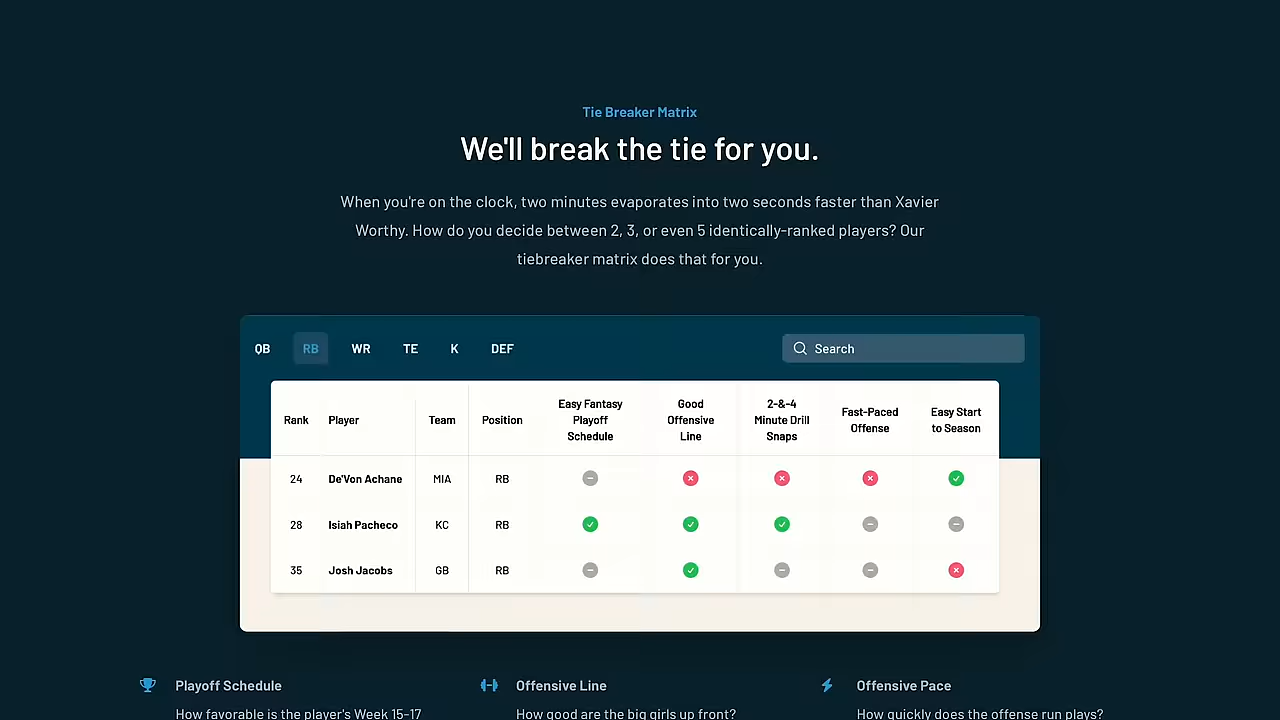 Tie Breaker Matrix
We'll break the tie for you.
When you're on the clock, two minutes evaporates into two seconds faster than Xavier
Worthy. How do you decide between 2, 3, or even 5 identically-ranked players? Our
tiebreaker matrix does that for you.
QB RB WR TE K DEF Search
Rank Player Team Position Easy Fantasy Playoff Schedule Good Offensive Line 2-&-4 Minute Drill Snaps Fast-Paced Offense Easy Start to Season
24 De'Von Achane MIA RB
28 Isiah Pacheco KC RB
35 Josh Jacobs GB RB
Playoff Schedule Offensive Line Offensive Pace
How favorable is the player's Week 15-17 How good are the big girls up front? How quickly does the offense run plays?